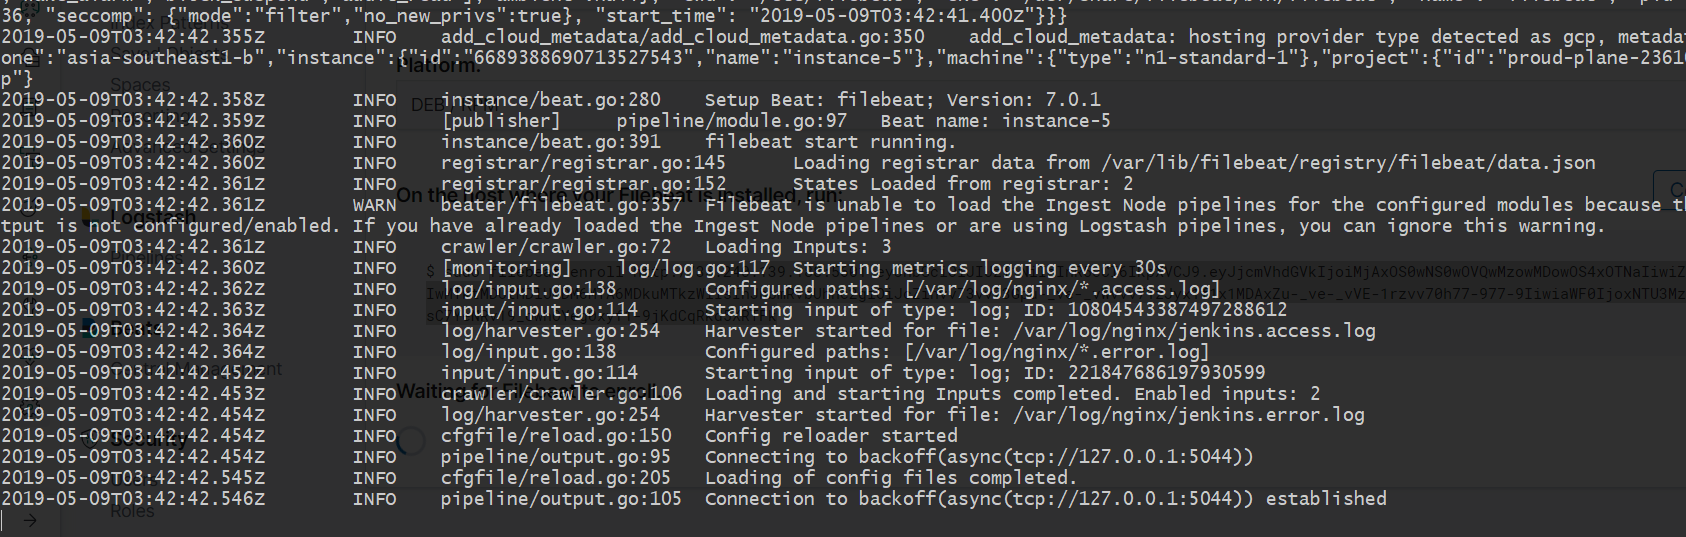 36, "seccomp": {"mode":"filter","no_new_privs":true}, "start_time": "2019-05-09T03:42:41.400Z"}}}
2019-05-09T03:42:42.355Z INFO add_cloud_metadata/add_cloud_metadata.go:350 add_cloud_metadata: hosting provider type detected as gcp, metadat
one":"asia-southeast1-b","instance":{"id":"6689388690713527543","name":"instance-5"},"machine":{"type":"n1-standard-1"},"project":{"id":"proud-plane-2361
p"}
2019-05-09T03:42:42.358Z INFO instance/beat.go:280 Setup Beat: filebeat; Version: 7.0.1
2019-05-09T03:42:42.359Z INFO [publisher] pipeline/module.go:97 Beat name: instance-5
2019-05-09T03:42:42.360Z INFO instance/beat.go:391 filebeat start running.
2019-05-09T03:42:42.360Z INFO registrar/registrar.go:145 Loading registrar data from /var/lib/filebeat/registry/filebeat/data.json
2019-05-09T03:42:42.361Z INFO registrar/registrar.go:152 States Loaded from registrar: 2
2019-05-09T03:42:42.361Z WARN beater/filebeat.go:357 Filebeat is unable to load the Ingest Node pipelines for the configured modules because th
tput is not configured/enabled. If you have already loaded the Ingest Node pipelines or are using Logstash pipelines, you can ignore this warning.
2019-05-09T03:42:42.361Z INFO crawler/crawler.go:72 Loading Inputs: 3
2019-05-09T03:42:42.360Z INFO [monitoring] log/log.go:117 Starting metrics logging every 30s
2019-05-09T03:42:42.362Z INFO log/input.go:138 Configured paths: [/var/log/nginx/*.access.log]
2019-05-09T03:42:42.363Z INFO input/input.go:114 Starting input of type: log; ID: 10804543387497288612
2019-05-09T03:42:42.364Z INFO log/harvester.go:254 Harvester started for file: /var/log/nginx/jenkins.access.log
2019-05-09T03:42:42.364Z INFO log/input.go:138 Configured paths: [/var/log/nginx/*.error.log]
2019-05-09T03:42:42.452Z INFO input/input.go:114 Starting input of type: log; ID: 221847686197930599
2019-05-09T03:42:42.453Z INFO crawler/crawler.go:106 Loading and starting Inputs completed. Enabled inputs: 2
2019-05-09T03:42:42.454Z INFO log/harvester.go:254 Harvester started for file: /var/log/nginx/jenkins.error.log
2019-05-09T03:42:42.454Z INFO cfgfile/reload.go:150 Config reloader started
2019-05-09T03:42:42.454Z INFO pipeline/output.go:95 Connecting to backoff(async(tcp://127.0.0.1:5044))
2019-05-09T03:42:42.545Z INFO cfgfile/reload.go:205 Loading of config files completed.
2019-05-09T03:42:42.546Z INFO pipeline/output.go:105 Connection to backoff(async(tcp://127.0.0.1:5044)) established
Spaces
Logstash
Pipelines
Security
Roles
Platform.
On the host where your Filebeat is installed, run:
Waiting for Filebeat to enroll